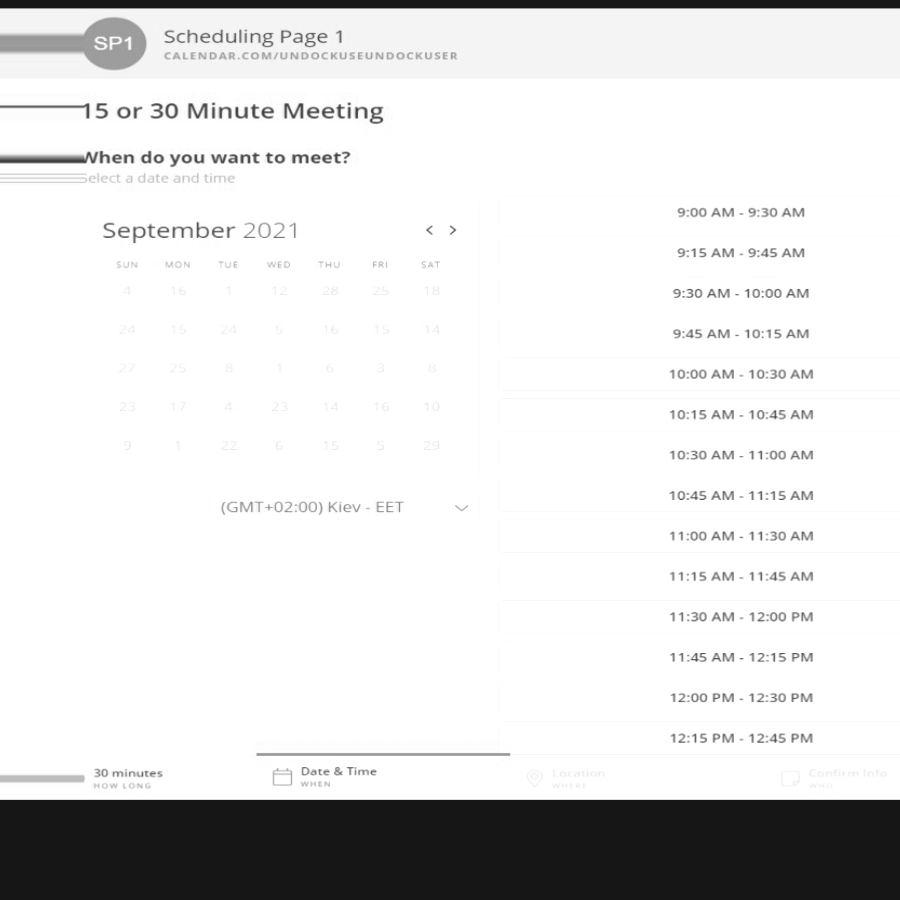 SP1
Scheduling Page 1
CALENDAR.COM/UNDOCKUSEUNDOCKUSER
15 or 30 Minute Meeting
When do you want to meet?
Select a date and time
September 2021
SUN MON TUE WED THU FRI SAT
4 16 1 12 28 25 18
24 15 24 5 16 15 14
27 25 8 1 6 3 8
23 17 4 23 14 16 10
9 1 22 6 15 5 29
(GMT+02:00) Kiev - EET
9:00 AM - 9:30 AM
9:15 AM - 9:45 AM
9:30 AM - 10:00 AM
9:45 AM - 10:15 AM
10:00 AM - 10:30 AM
10:15 AM - 10:45 AM
10:30 AM - 11:00 AM
10:45 AM - 11:15 AM
11:00 AM - 11:30 AM
11:15 AM - 11:45 AM
11:30 AM - 12:00 PM
11:45 AM - 12:15 PM
12:00 PM - 12:30 PM
12:15 PM - 12:45 PM
30 minutes
HOW LONG
Date & Time
WHEN
Location
WHERE
Confirm Info
WHO